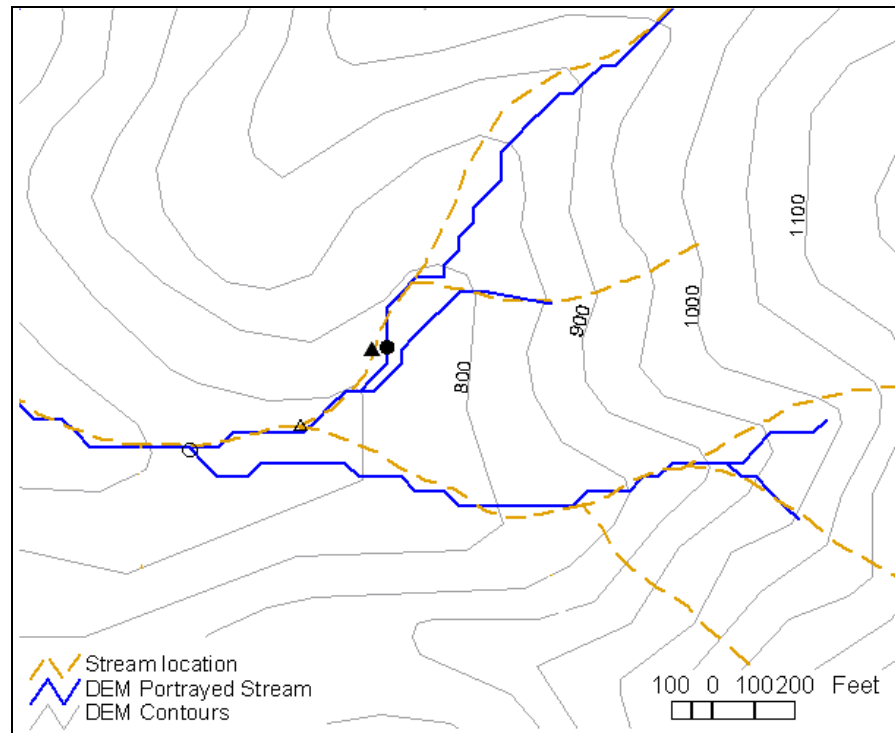 1100
1000
900
800
Stream location
DEM Portrayed Stream
DEM Contours
100 0 100200 Feet